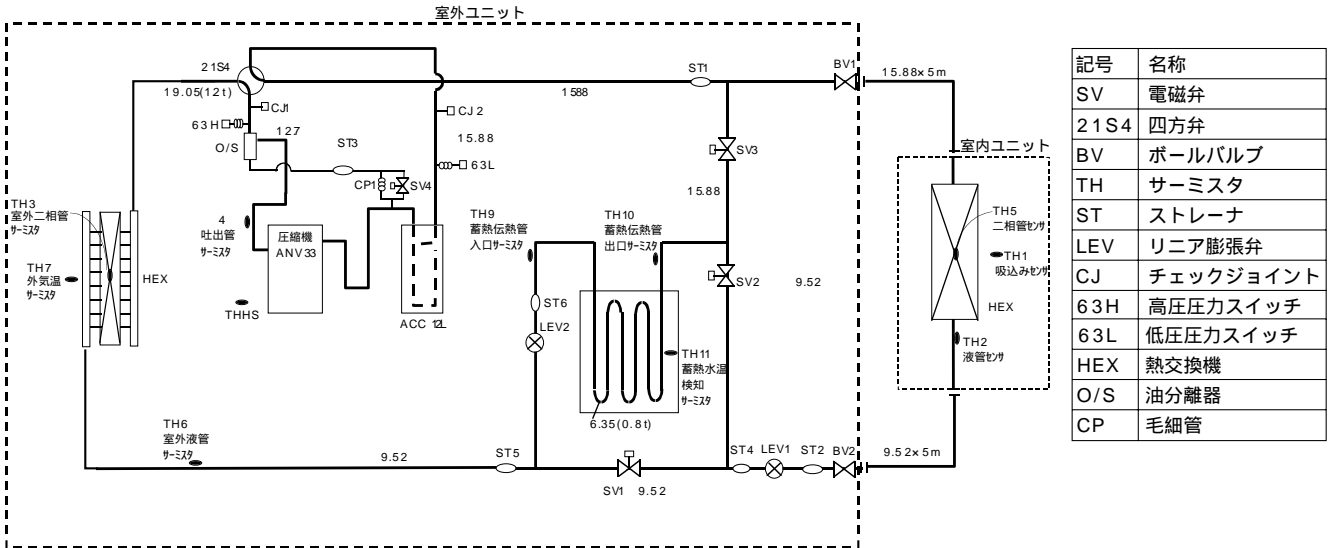 室外ユニット
21S4
19.05(12t)
CJ1
63H
127
O/S
ST3
CP1
SV4
CJ2
15.88
63L
1588
ST1
BV1
15.88×5m
SV3
15.88
室内ユニット
TH3
室外二相管
サーミスタ
TH7
外気温
サーミスタ
HEX
4
吐出管
サーミスタ
THHS
圧縮機
ANV33
ACC 12L
TH9
蓄熱伝熱管
入口サーミスタ
TH10
蓄熱伝熱管
出口サーミスタ
ST6
LEV2
SV2
9.52
TH11
蓄熱水温
検知
サーミスタ
6.35(0.8t)
TH5
二相管センサ
TH1
吸込みセンサ
HEX
TH2
液管センサ
TH6
室外液管
サーミスタ
9.52
ST5
SV1 9.52
ST4
LEV1
ST2
BV2
9.52×5m
記号 名称
SV 電磁弁
21S4 四方弁
BV ボールバルブ
TH サーミスタ
ST ストレーナ
LEV リニア膨張弁
CJ チェックジョイント
63H 高圧圧力スイッチ
63L 低圧圧力スイッチ
HEX 熱交換機
O/S 油分離器
CP 毛細管